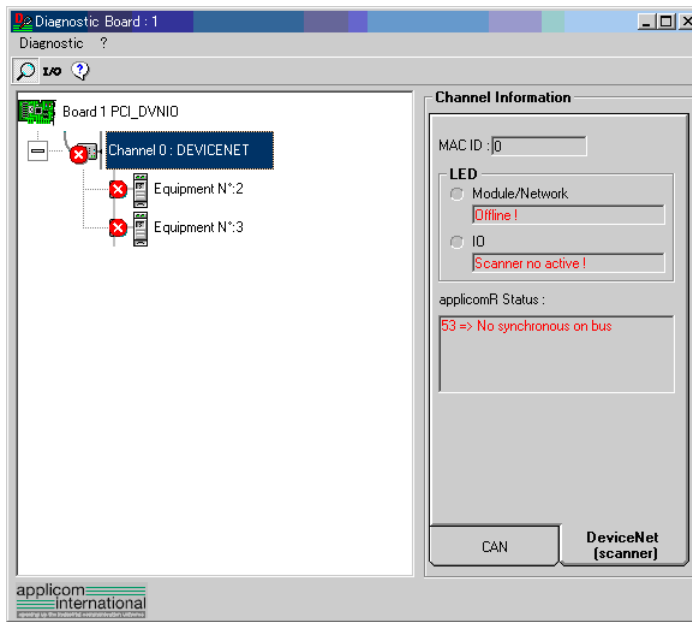 Diagnostic Board : 1
Diagnostic ?
I/O
Board 1 PCI_DVNIO
Channel 0 : DEVICENET
Equipment N°:2
Equipment N°:3
Channel Information
MAC ID : 0
LED
Module/Network
Offline !
IO
Scanner no active !
applicomR Status :
53 => No synchronous on bus
CAN
DeviceNet
(scanner)
applicom
international